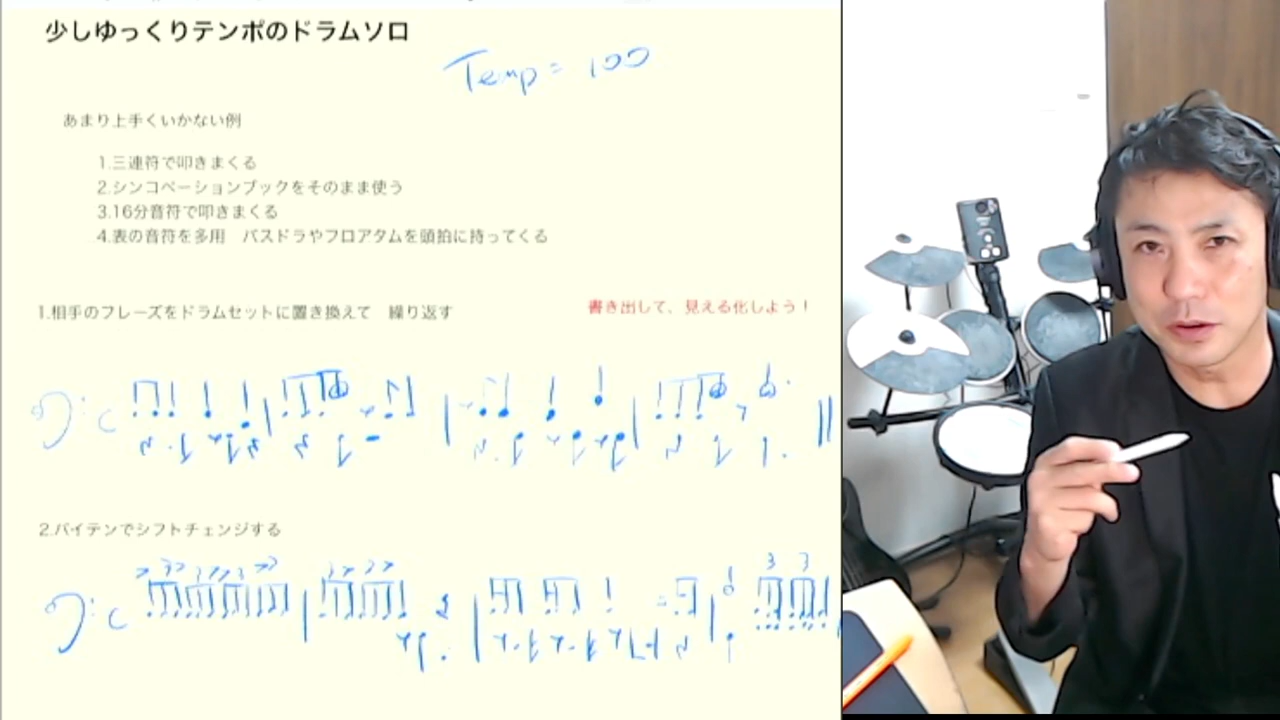 少しゆっくりテンポのドラムソロ
Temp = 100
あまり上手くいかない例
1.三連符で叩きまくる
2.シンコペーションブックをそのまま使う
3.16分音符で叩きまくる
4.表の音符を多用　バスドラやフロアタムを頭拍に持ってくる
1.相手のフレーズをドラムセットに置き換えて　繰り返す
書き出して、見える化しよう！
2.バイテンでシフトチェンジする